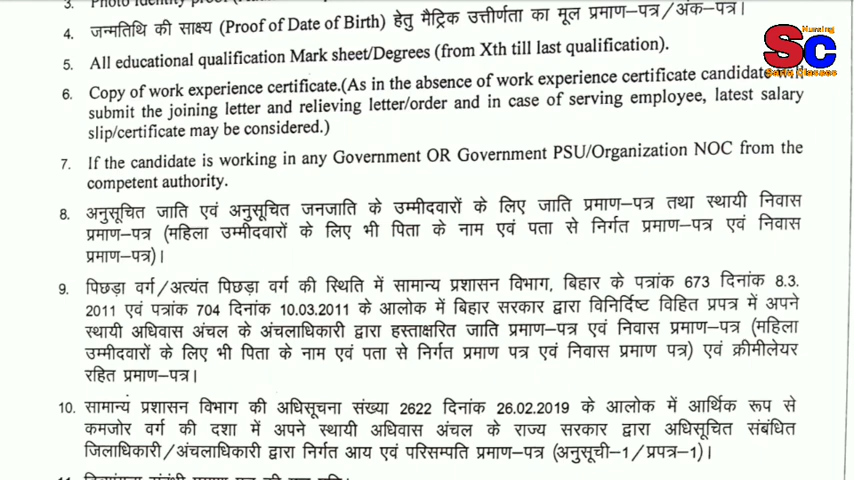 3.
4. जन्मतिथि की साक्ष्य (Proof of Date of Birth) हेतु मैट्रिक उत्तीर्णता का मूल प्रमाण–पत्र/अंक–पत्र।
Nursing
SC
5. All educational qualification Mark sheet/Degrees (from Xth till last qualification).
6. Copy of work experience certificate.(As in the absence of work experience certificate candidate
submit the joining letter and relieving letter/order and in case of serving employee, latest salary
slip/certificate may be considered.)
7. If the candidate is working in any Government OR Government PSU/Organization NOC from the
competent authority.
8. अनुसूचित जाति एवं अनुसूचित जनजाति के उम्मीदवारों के लिए जाति प्रमाण–पत्र तथा स्थायी निवास
प्रमाण–पत्र (महिला उम्मीदवारों के लिए भी पिता के नाम एवं पता से निर्गत प्रमाण–पत्र एवं निवास
प्रमाण–पत्र)।
9. पिछड़ा वर्ग/अत्यंत पिछड़ा वर्ग की स्थिति में सामान्य प्रशासन विभाग, बिहार के पत्रांक 673 दिनांक 8.3.
2011 एवं पत्रांक 704 दिनांक 10.03.2011 के आलोक में बिहार सरकार द्वारा विनिर्दिष्ट विहित प्रपत्र में अपने
स्थायी अधिवास अंचल के अंचलाधिकारी द्वारा हस्ताक्षरित जाति प्रमाण–पत्र एवं निवास प्रमाण–पत्र (महिला
उम्मीदवारों के लिए भी पिता के नाम एवं पता से निर्गत प्रमाण पत्र एवं निवास प्रमाण पत्र) एवं क्रीमीलेयर
रहित प्रमाण–पत्र।
10. सामान्य प्रशासन विभाग की अधिसूचना संख्या 2622 दिनांक 26.02.2019 के आलोक में आर्थिक रूप से
कमजोर वर्ग की दशा में अपने स्थायी अधिवास अंचल के राज्य सरकार द्वारा अधिसूचित संबंधित
जिलाधिकारी/अंचलाधिकारी द्वारा निर्गत आय एवं परिसम्पति प्रमाण–पत्र (अनुसूची–1/प्रपत्र–1)।